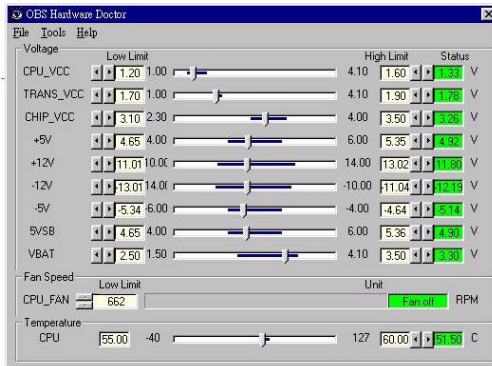 OBS Hardware Doctor
File Tools Help
Voltage
Low Limit High Limit Status
CPU_VCC 1.20 1.00 4.10 1.60 1.33 V
TRANS_VCC 1.70 1.00 4.10 1.90 1.78 V
CHIP_VCC 3.10 2.30 4.00 3.50 3.26 V
+5V 4.65 4.00 6.00 5.35 4.92 V
+12V 11.01 10.00 14.00 13.02 11.80 V
-12V -13.01 14.0( -10.00 -11.04 -12.19 V
-5V -5.34 -6.00 -4.00 -4.64 -5.14 V
5VSB 4.65 4.00 6.00 5.36 4.90 V
VBAT 2.50 1.50 4.10 3.50 3.30 V
Fan Speed
Low Limit Unit
CPU_FAN 662 Fan off RPM
Temperature
CPU 55.00 -40 127 60.00 51.50 C